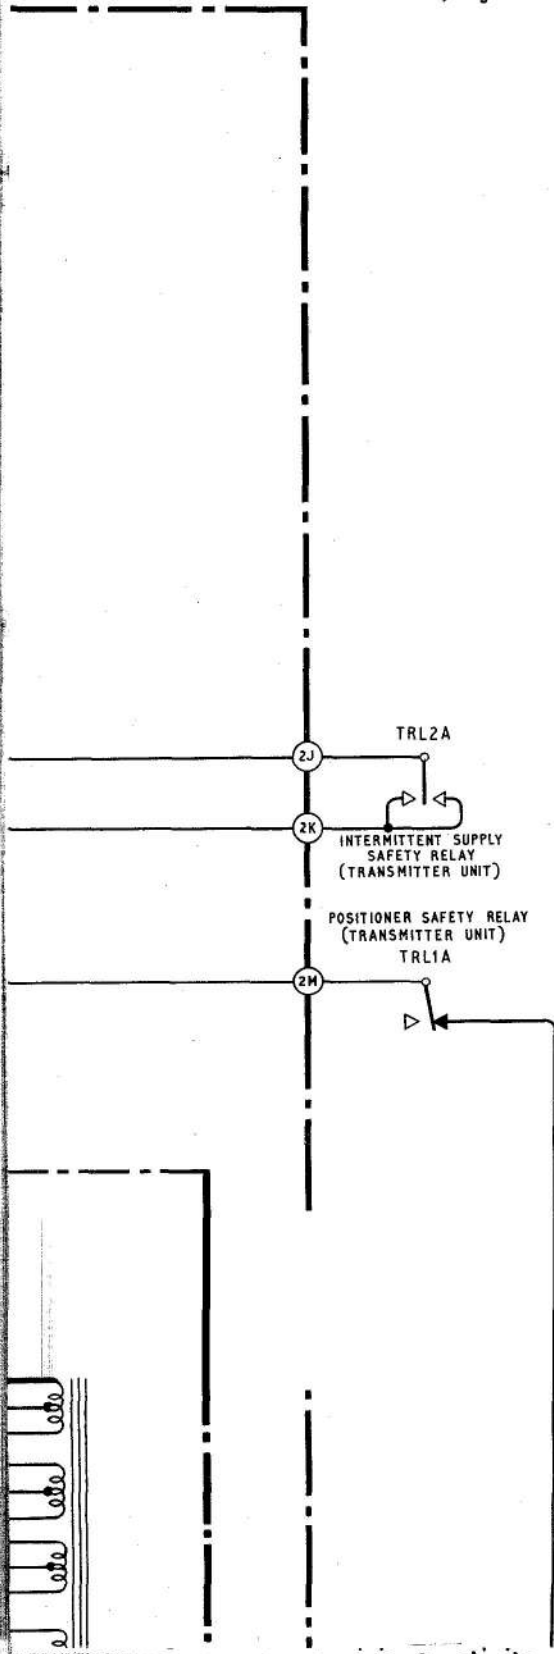 TRL2A
2J
2K
INTERMITTENT SUPPLY
SAFETY RELAY
(TRANSMITTER UNIT)
POSITIONER SAFETY RELAY
(TRANSMITTER UNIT)
TRL1A
2M